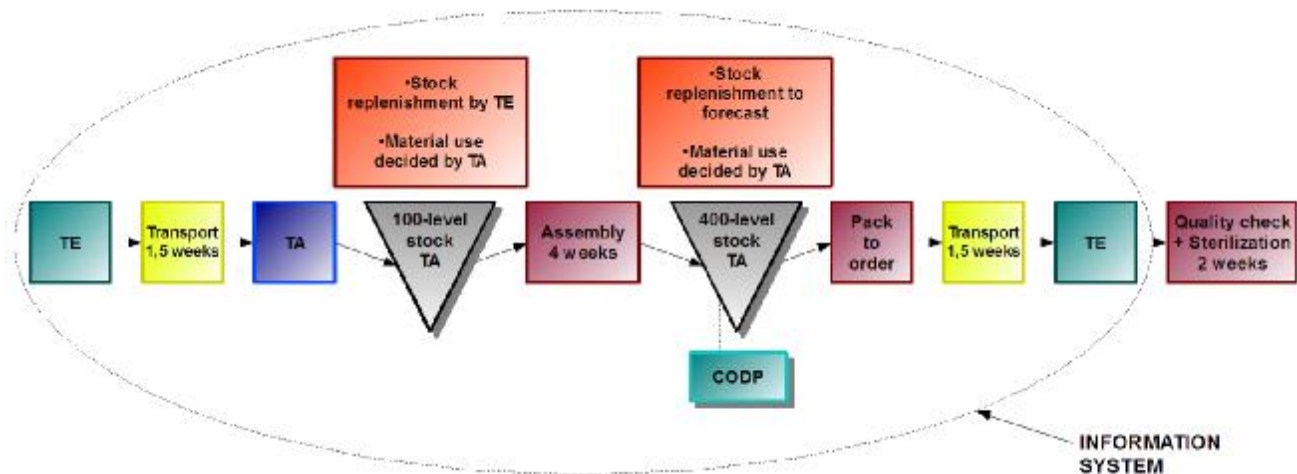 •Stock
replenishment by TE
•Material use
decided by TA
•Stock
replenishment to
forecast
•Material use
decided by TA
TE
Transport
1,5 weeks
TA
100-level
stock
TA
Assembly
4 weeks
400-level
stock
TA
Pack
to
order
Transport
1,5 weeks
TE
Quality check
+ Sterilization
2 weeks
CODP
INFORMATION
SYSTEM